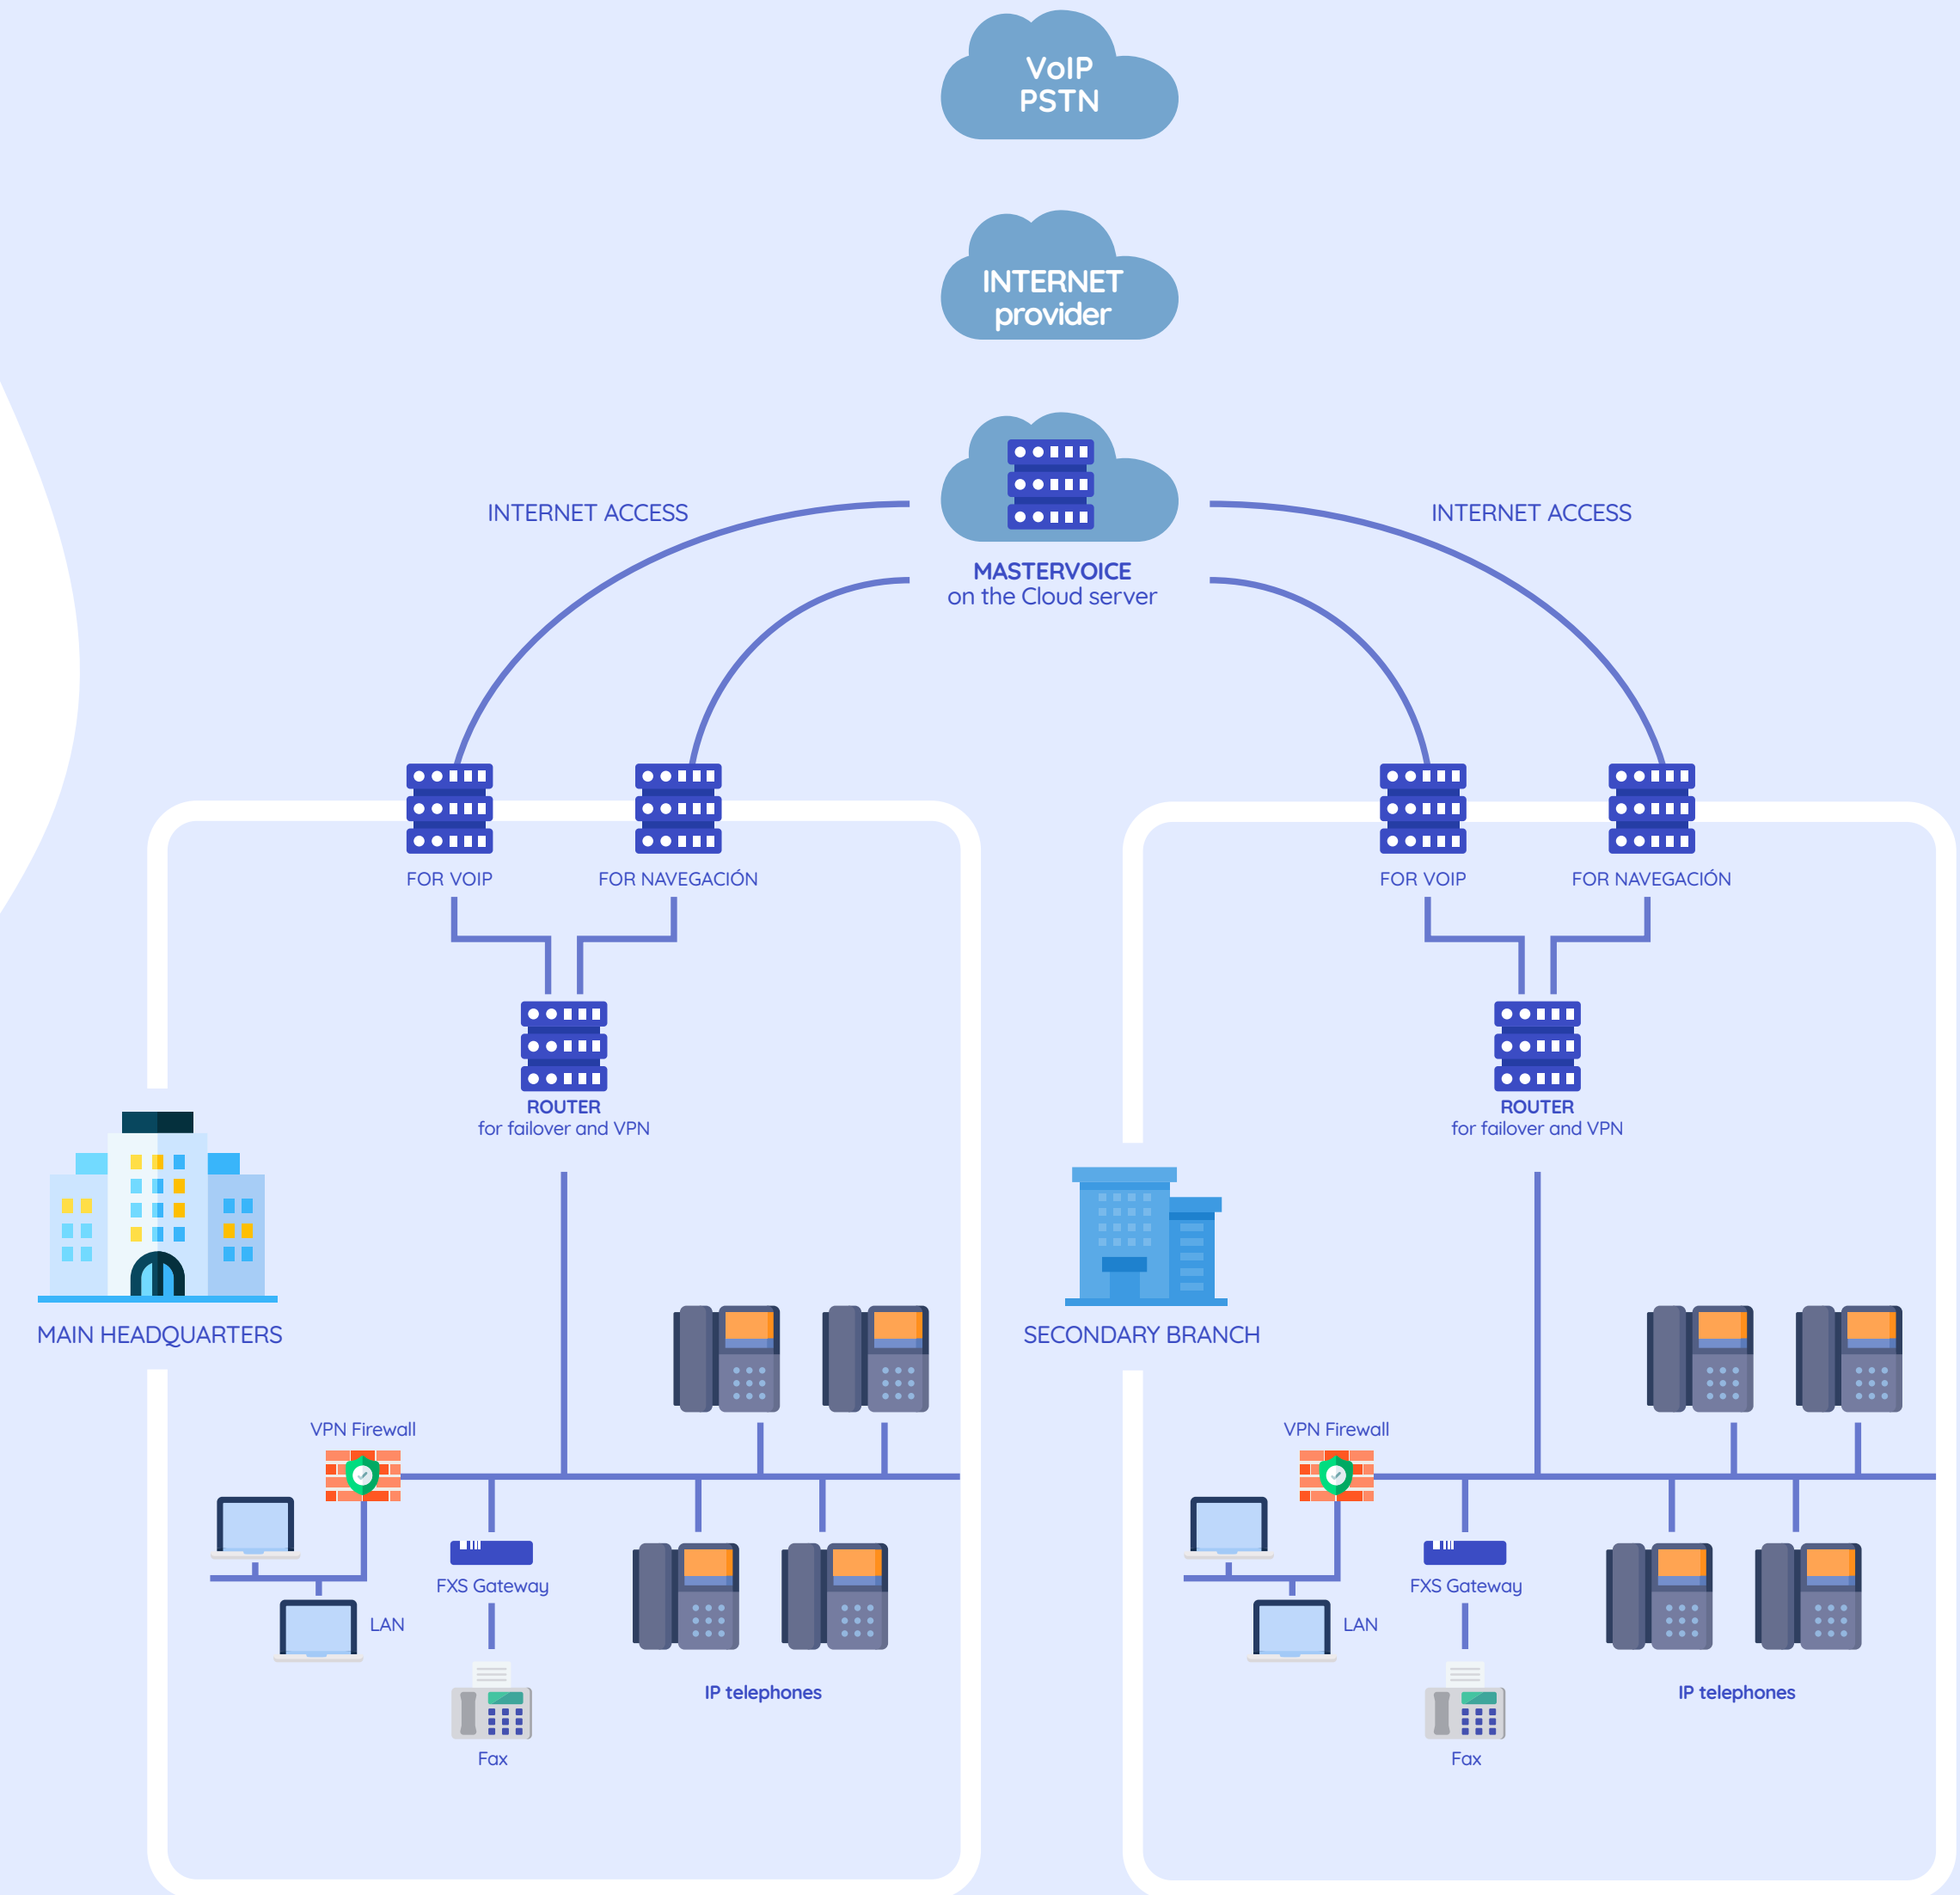 VoIP
PSTN
INTERNET
provider
INTERNET ACCESS
INTERNET ACCESS
MASTERVOICE
on the Cloud server
FOR VOIP
FOR NAVEGACIÓN
FOR VOIP
FOR NAVEGACIÓN
ROUTER
for failover and VPN
ROUTER
for failover and VPN
MAIN HEADQUARTERS
SECONDARY BRANCH
VPN Firewall
VPN Firewall
FXS Gateway
FXS Gateway
LAN
LAN
IP telephones
IP telephones
Fax
Fax